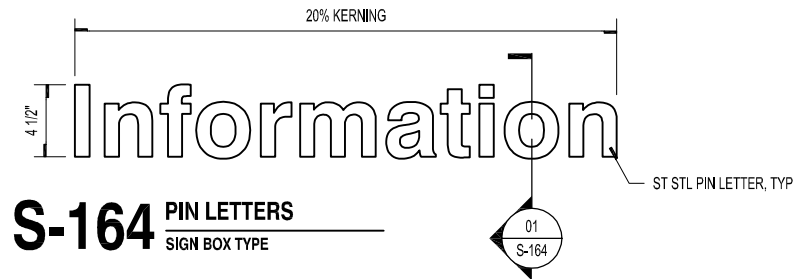 20% KERNING
4 1/2"
Information
ST STL PIN LETTER, TYP
S-164 PIN LETTERS
SIGN BOX TYPE
01
S-164